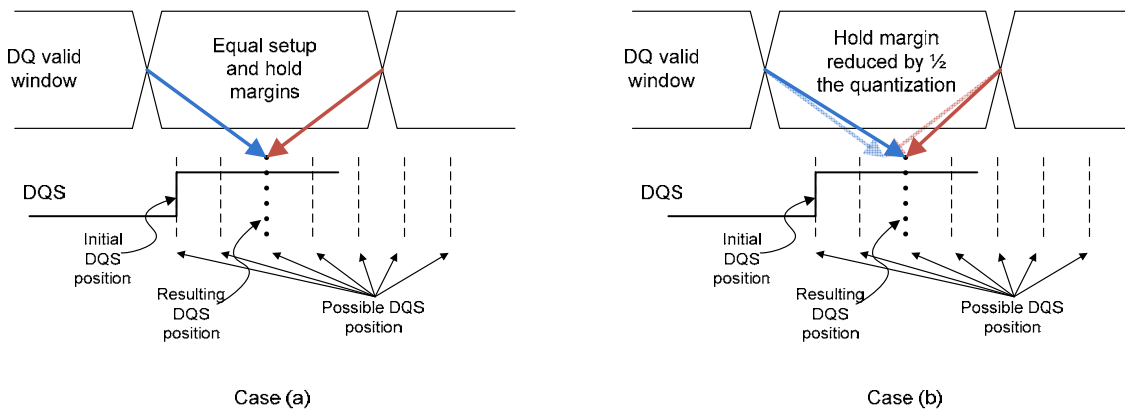 DQ valid
window
Equal setup
and hold
margins
DQS
Initial
DQS
position
Resulting
DQS
position
Possible DQS
position
Case (a)
DQ valid
window
Hold margin
reduced by ½
the quantization
DQS
Initial
DQS
position
Resulting
DQS
position
Possible DQS
position
Case (b)